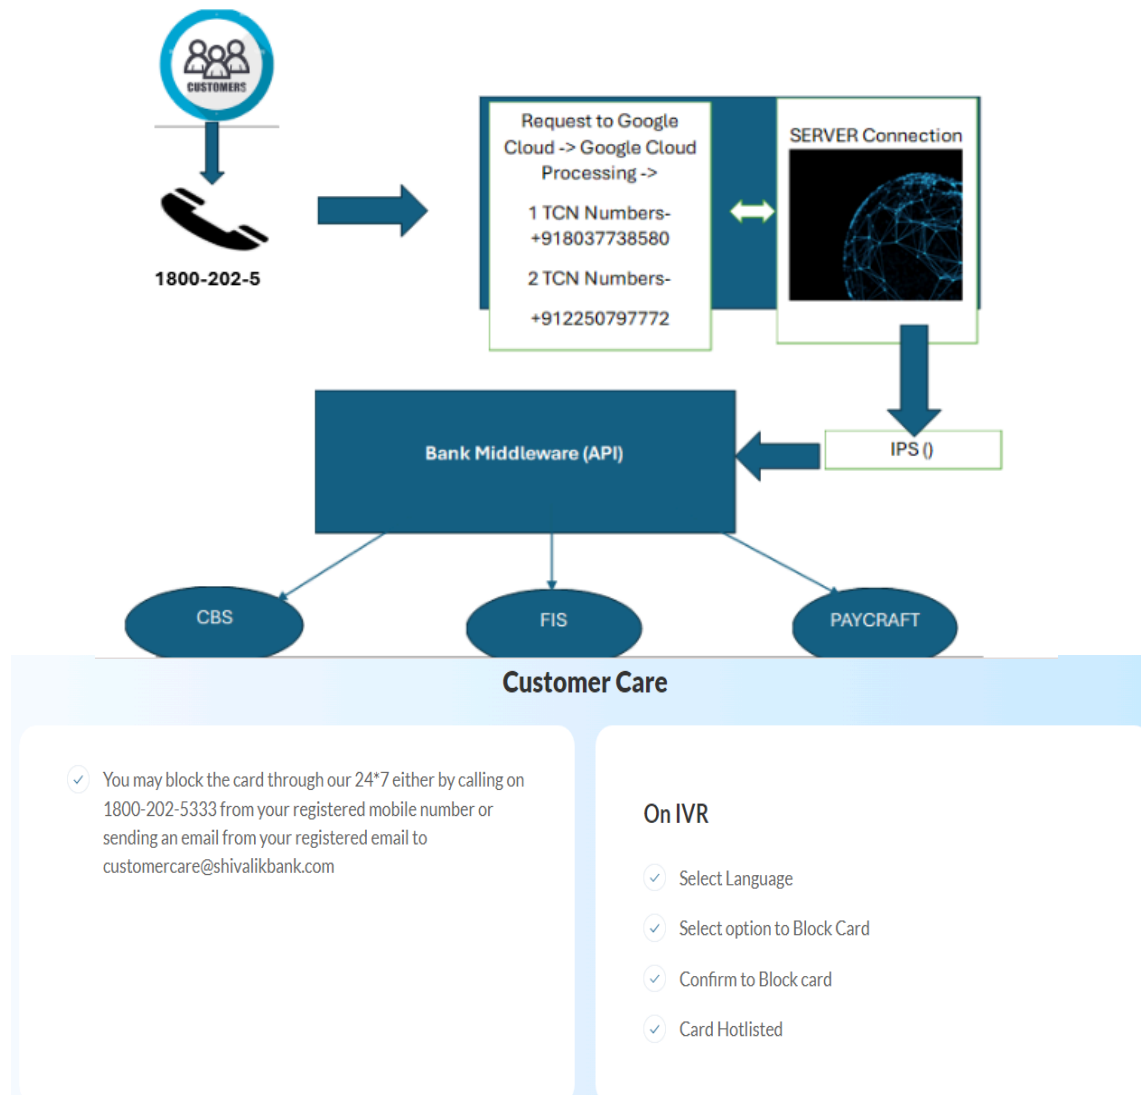 CUSTOMERS
1800-202-5
Request to Google
Cloud -> Google Cloud
Processing ->
1 TCN Numbers-
+918037738580
2 TCN Numbers-
+912250797772
SERVER Connection
IPS ()
Bank Middleware (API)
CBS
FIS
PAYCRAFT
Customer Care
You may block the card through our 24*7 either by calling on
1800-202-5333 from your registered mobile number or
sending an email from your registered email to
customercare@shivalikbank.com
On IVR
Select Language
Select option to Block Card
Confirm to Block card
Card Hotlisted